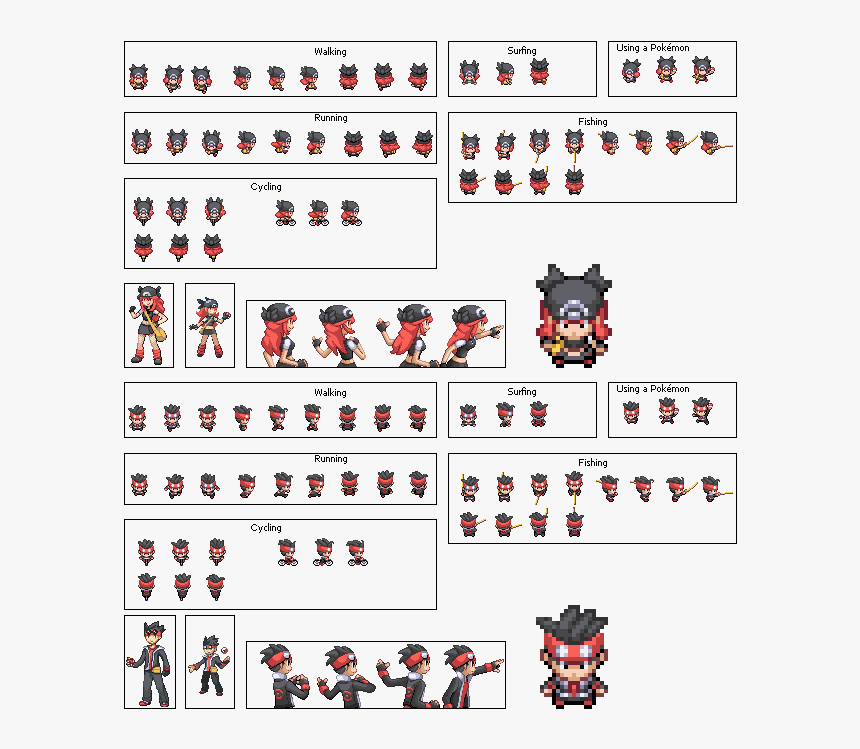 Walking
Surfing
Using a Pokémon
Running
Fishing
Cycling
Walking
Surfing
Using a Pokémon
Running
Fishing
Cycling